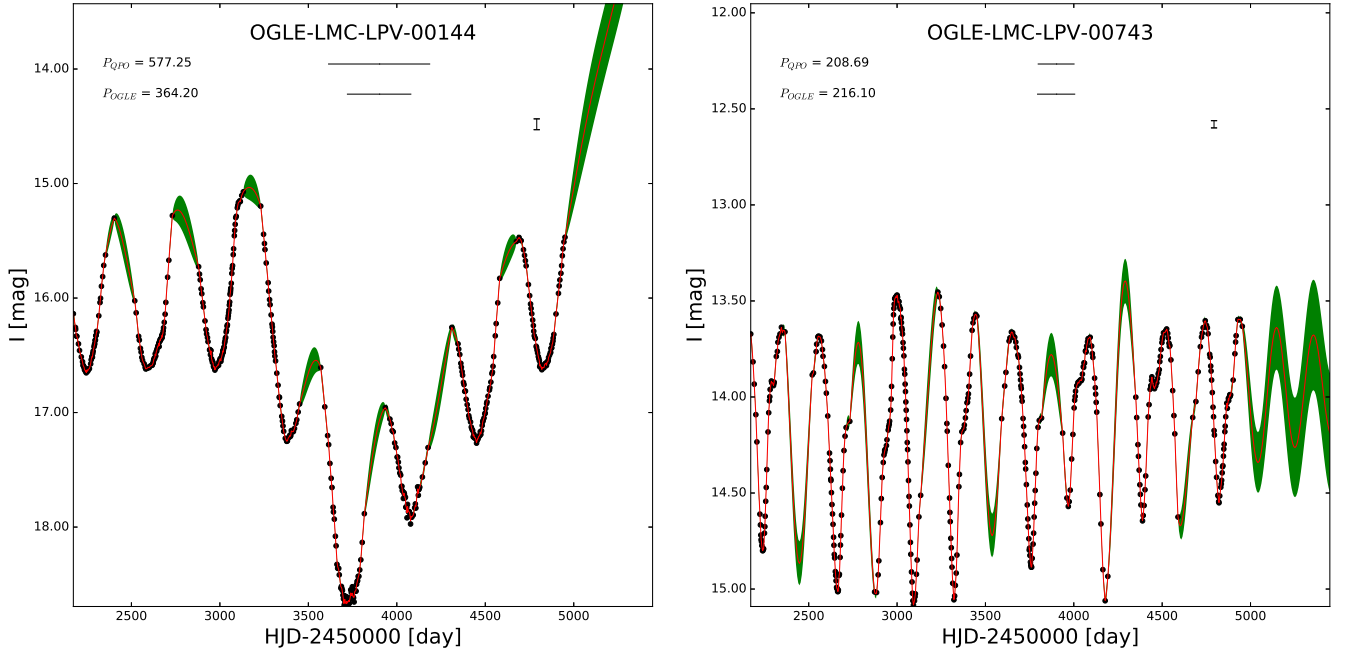 OGLE-LMC-LPV-00144
P_QPO = 577.25
P_OGLE = 364.20
14.00
15.00
16.00
17.00
18.00
I [mag]
2500
3000
3500
4000
4500
5000
HJD-2450000 [day]
OGLE-LMC-LPV-00743
P_QPO = 208.69
P_OGLE = 216.10
12.00
12.50
13.00
13.50
14.00
14.50
15.00
I [mag]
2500
3000
3500
4000
4500
5000
HJD-2450000 [day]